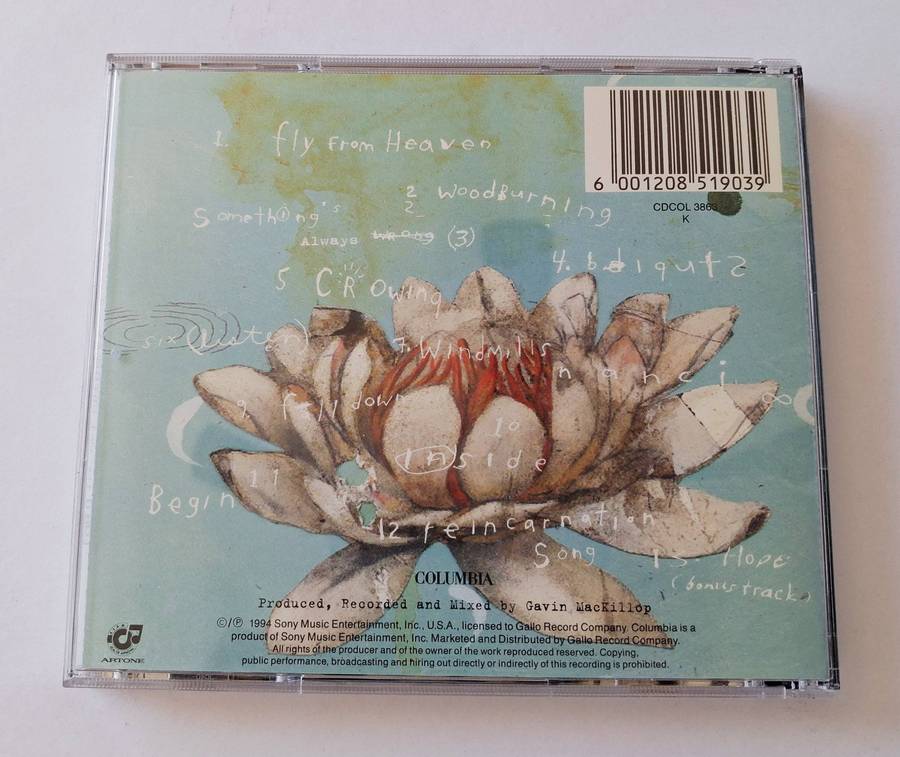 1. fly from Heaven
6 001208 519039
CDCOL 386
K
2 WoodBurning
2
Something's
Always wrong (3)
4. bdiquts
5 CROwing
six (Listen)
7. Windmills
nanci 8
9. fall down
10
inside
11
Begin
12 reincarnation
Song
13. Hope
(bonus track)
COLUMBIA
Produced, Recorded and Mixed by Gavin MacKillop
©/℗ 1994 Sony Music Entertainment, Inc., U.S.A., licensed to Gallo Record Company. Columbia is a
product of Sony Music Entertainment, Inc. Marketed and Distributed by Gallo Record Company.
All rights of the producer and of the owner of the work reproduced reserved. Copying,
public performance, broadcasting and hiring out directly or indirectly of this recording is prohibited.
ARTONE